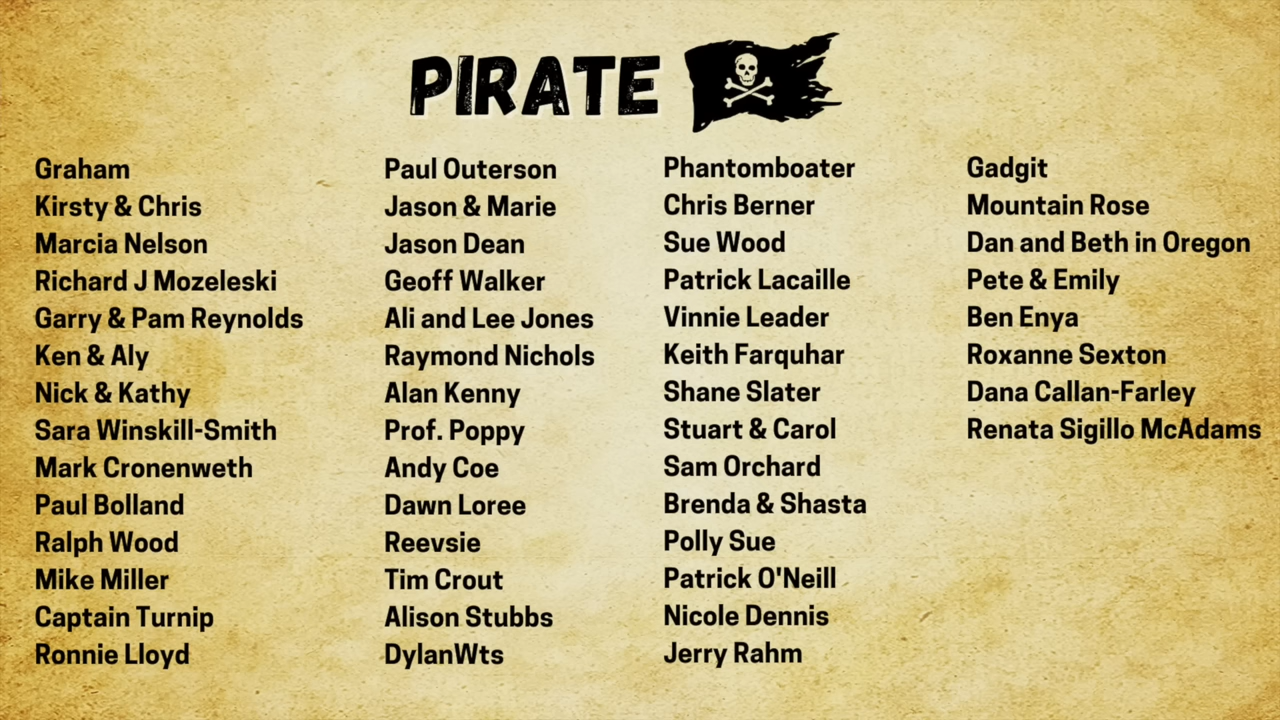 PIRATE
Graham
Kirsty & Chris
Marcia Nelson
Richard J Mozeleski
Garry & Pam Reynolds
Ken & Aly
Nick & Kathy
Sara Winskill-Smith
Mark Cronenweth
Paul Bolland
Ralph Wood
Mike Miller
Captain Turnip
Ronnie Lloyd
Paul Outerson
Jason & Marie
Jason Dean
Geoff Walker
Ali and Lee Jones
Raymond Nichols
Alan Kenny
Prof. Poppy
Andy Coe
Dawn Loree
Reevsie
Tim Crout
Alison Stubbs
DylanWts
Phantomboater
Chris Berner
Sue Wood
Patrick Lacaille
Vinnie Leader
Keith Farquhar
Shane Slater
Stuart & Carol
Sam Orchard
Brenda & Shasta
Polly Sue
Patrick O'Neill
Nicole Dennis
Jerry Rahm
Gadgit
Mountain Rose
Dan and Beth in Oregon
Pete & Emily
Ben Enya
Roxanne Sexton
Dana Callan-Farley
Renata Sigillo McAdams